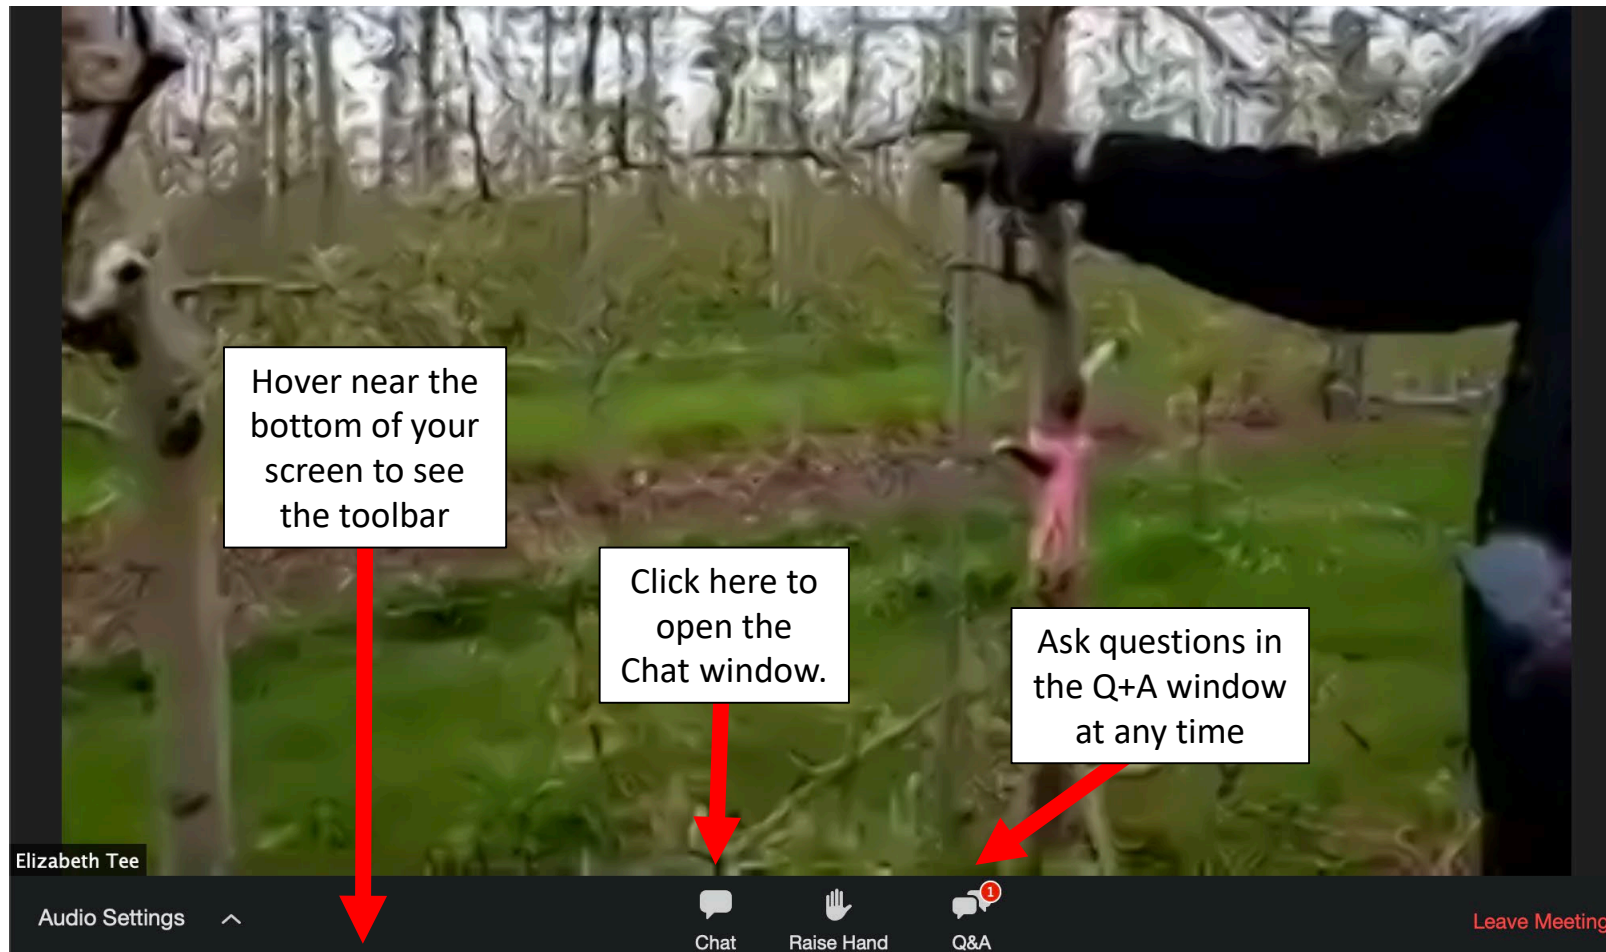 Hover near the
bottom of your
screen to see
the toolbar
Click here to
open the
Chat window.
Ask questions in
the Q+A window
at any time
Elizabeth Tee
Audio Settings
Chat
Raise Hand
1
Q&A
Leave Meeting